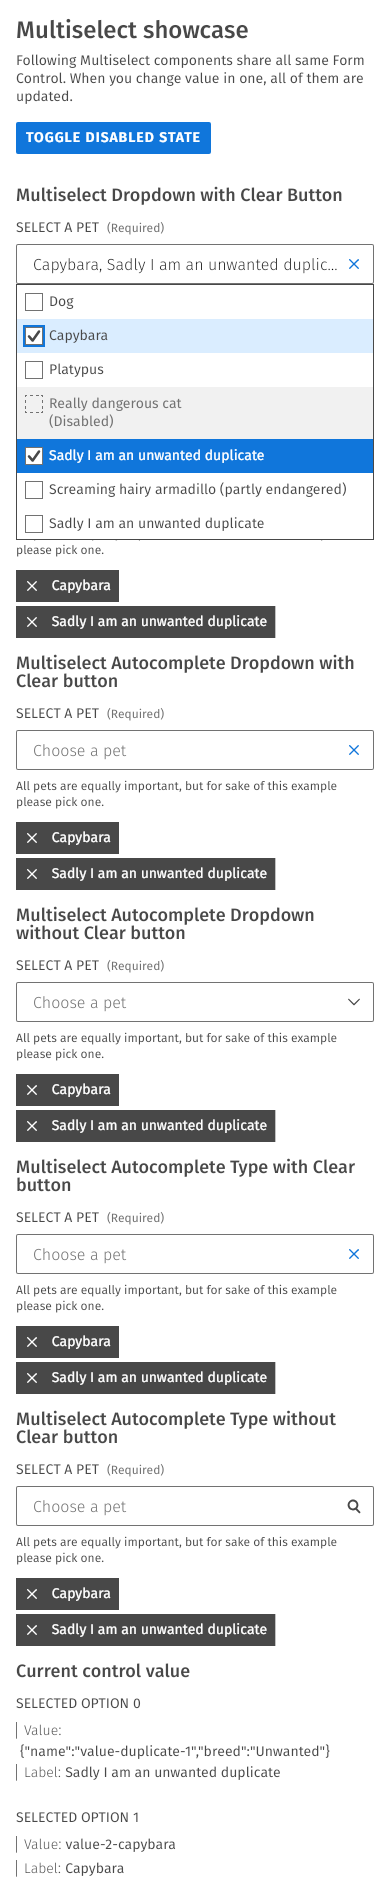 Multiselect showcase
Following Multiselect components share all same Form
Control. When you change value in one, all of them are
updated.
TOGGLE DISABLED STATE
Multiselect Dropdown with Clear Button
SELECT A PET (Required)
Capybara, Sadly I am an unwanted duplic...
Dog
Capybara
Platypus
Really dangerous cat
(Disabled)
Sadly I am an unwanted duplicate
Screaming hairy armadillo (partly endangered)
Sadly I am an unwanted duplicate
please pick one.
Capybara
Sadly I am an unwanted duplicate
Multiselect Autocomplete Dropdown with
Clear button
SELECT A PET (Required)
Choose a pet
All pets are equally important, but for sake of this example
please pick one.
Capybara
Sadly I am an unwanted duplicate
Multiselect Autocomplete Dropdown
without Clear button
SELECT A PET (Required)
Choose a pet
All pets are equally important, but for sake of this example
please pick one.
Capybara
Sadly I am an unwanted duplicate
Multiselect Autocomplete Type with Clear
button
SELECT A PET (Required)
Choose a pet
All pets are equally important, but for sake of this example
please pick one.
Capybara
Sadly I am an unwanted duplicate
Multiselect Autocomplete Type without
Clear button
SELECT A PET (Required)
Choose a pet
All pets are equally important, but for sake of this example
please pick one.
Capybara
Sadly I am an unwanted duplicate
Current control value
SELECTED OPTION 0
Value:
{"name":"value-duplicate-1","breed":"Unwanted"}
Label: Sadly I am an unwanted duplicate
SELECTED OPTION 1
Value: value-2-capybara
Label: Capybara